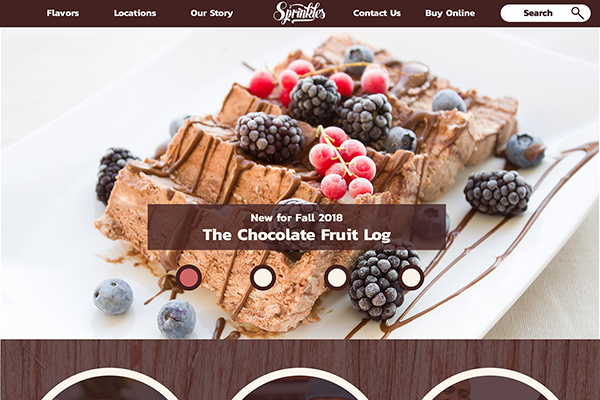 Flavors
Locations
Our Story
Sprinkles
Contact Us
Buy Online
Search
New for Fall 2018
The Chocolate Fruit Log